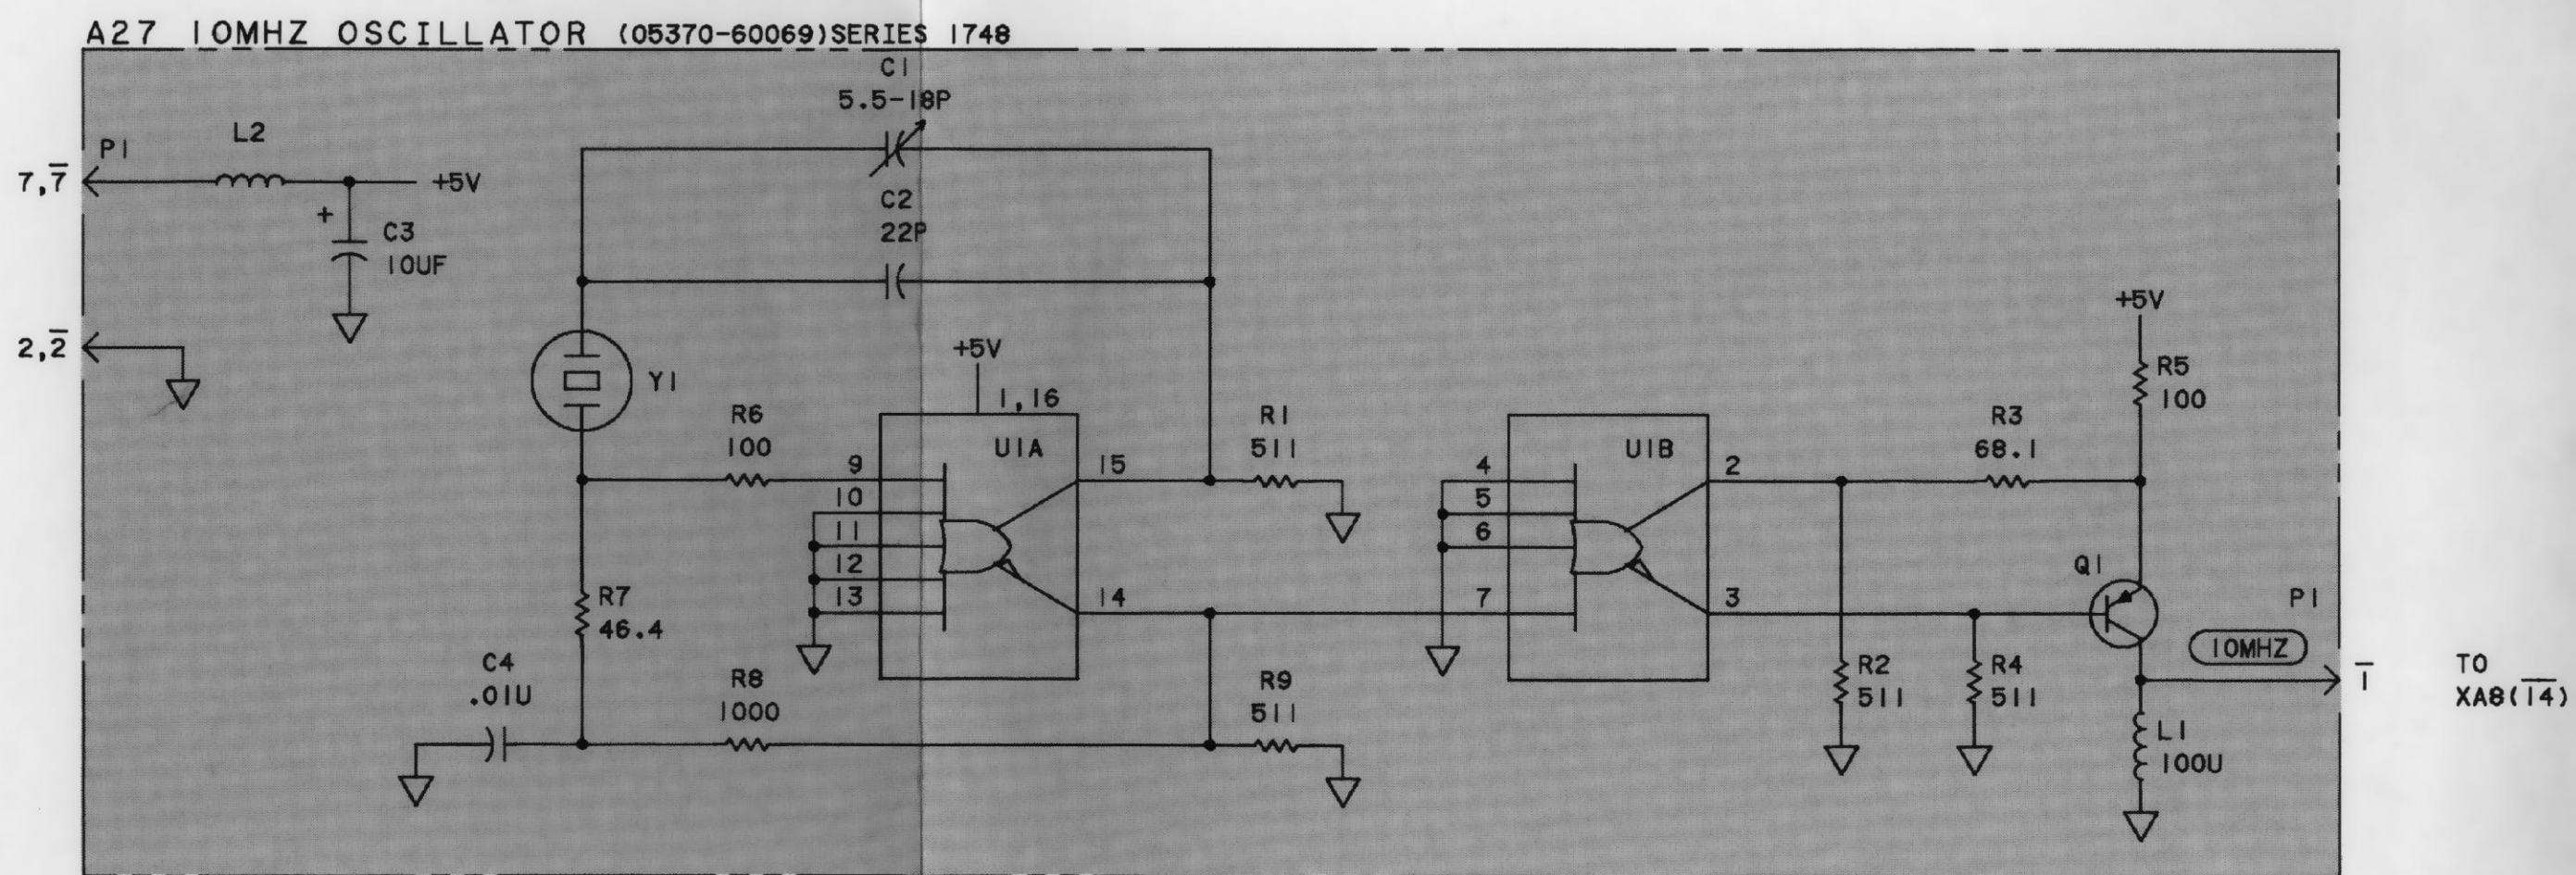 A27 10MHZ OSCILLATOR (05370-60069)SERIES 1748
C1
5.5-18P
L2
P1
7,7̅
+5V
C2
22P
+
C3
10UF
2,2̅
+5V
+5V
Y1
1,16
R5
100
R6
100
R1
511
R3
68.1
U1A
U1B
9
15
4
2
10
5
11
6
12
13
14
7
3
Q1
R7
46.4
P1
10MHZ
1̅
TO
XA8(1̅4̅)
C4
.01U
R8
1000
R9
511
R2
511
R4
511
L1
100U